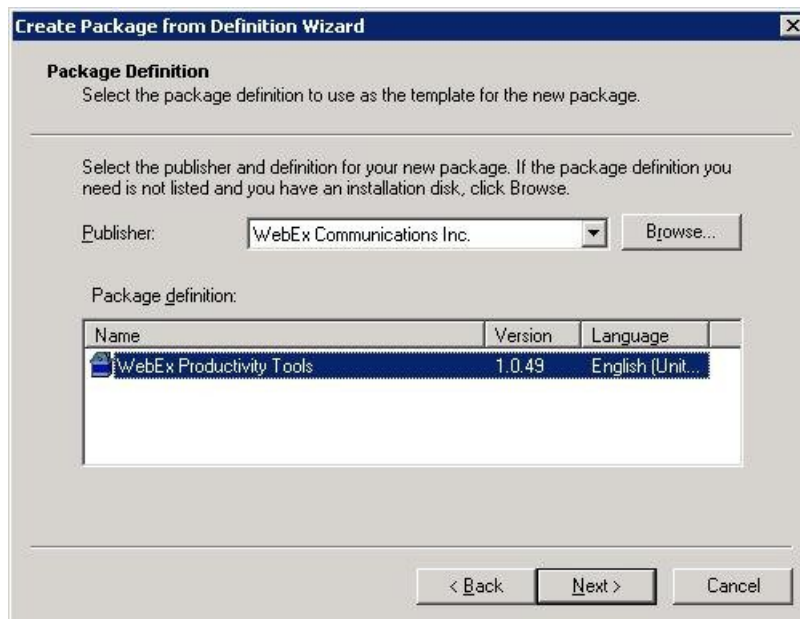 Create Package from Definition Wizard
Package Definition
Select the package definition to use as the template for the new package.
Select the publisher and definition for your new package. If the package definition you
need is not listed and you have an installation disk, click Browse.
Publisher: WebEx Communications Inc. Browse...
Package definition:
Name Version Language
WebEx Productivity Tools 1.0.49 English (Unit...
< Back Next > Cancel